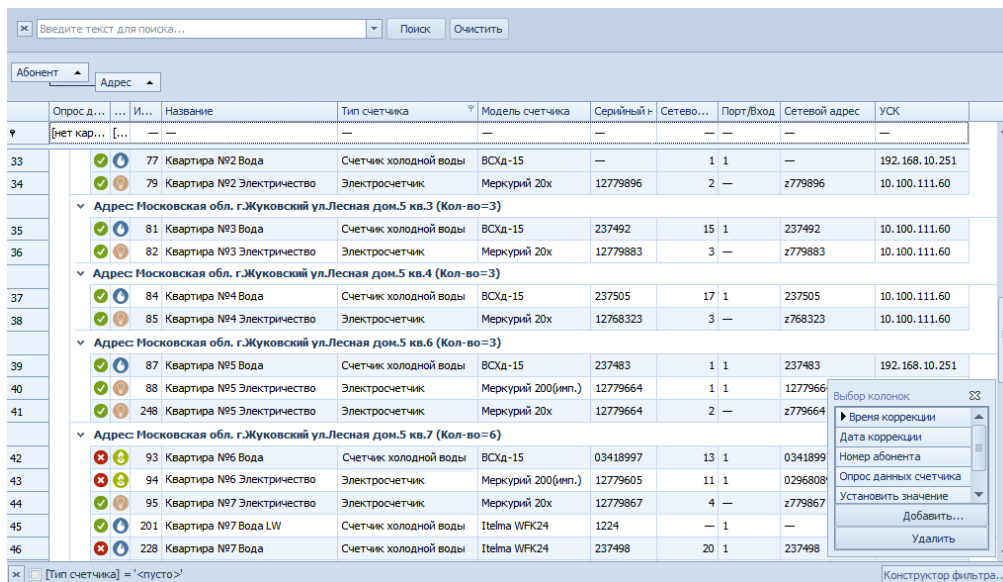 Введите текст для поиска... Поиск Очистить
Абонент
Адрес
Опрос д... ... И... Название Тип счетчика Модель счетчика Серийный н Сетево... Порт/Вход Сетевой адрес УСК
[нет кар... [... — — — — — — — — —
33 77 Квартира №2 Вода Счетчик холодной воды ВСХд-15 — 1 1 — 192.168.10.251
34 79 Квартира №2 Электричество Электросчетчик Меркурий 20х 12779896 2 — z779896 10.100.111.60
Адрес: Московская обл. г.Жуковский ул.Лесная дом.5 кв.3 (Кол-во=3)
35 81 Квартира №3 Вода Счетчик холодной воды ВСХд-15 237492 15 1 237492 10.100.111.60
36 82 Квартира №3 Электричество Электросчетчик Меркурий 20х 12779883 3 — z779883 10.100.111.60
Адрес: Московская обл. г.Жуковский ул.Лесная дом.5 кв.4 (Кол-во=3)
37 84 Квартира №4 Вода Счетчик холодной воды ВСХд-15 237505 17 1 237505 10.100.111.60
38 85 Квартира №4 Электричество Электросчетчик Меркурий 20х 12768323 3 — z768323 10.100.111.60
Адрес: Московская обл. г.Жуковский ул.Лесная дом.5 кв.6 (Кол-во=3)
39 87 Квартира №5 Вода Счетчик холодной воды ВСХд-15 237483 1 1 237483 192.168.10.251
40 88 Квартира №5 Электричество Электросчетчик Меркурий 200(имп.) 12779664 1 1 1277966
41 248 Квартира №5 Электричество Электросчетчик Меркурий 20х 12779664 2 — z779664
Адрес: Московская обл. г.Жуковский ул.Лесная дом.5 кв.7 (Кол-во=6)
42 93 Квартира №6 Вода Счетчик холодной воды ВСХд-15 03418997 13 1 0341899
43 94 Квартира №6 Электричество Электросчетчик Меркурий 200(имп.) 12779605 11 1 0296808
44 95 Квартира №7 Электричество Электросчетчик Меркурий 20х 12779867 4 — z779867
45 201 Квартира №7 Вода LW Счетчик холодной воды Itelma WFK24 1224 — 1 —
46 228 Квартира №7 Вода Счетчик холодной воды Itelma WFK24 237498 20 1 237498
Выбор колонок
Время коррекции
Дата коррекции
Номер абонента
Опрос данных счетчика
Установить значение
Добавить...
Удалить
[Тип счетчика] = '<пусто>' Конструктор фильтра...